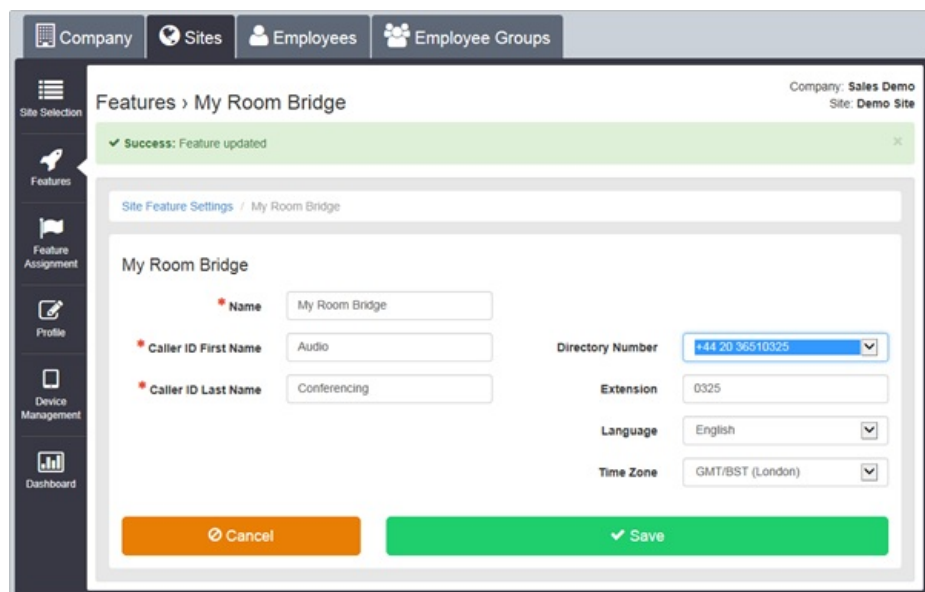 Company Sites Employees Employee Groups
Site Selection
Features
Feature
Assignment
Profile
Device
Management
Dashboard
Features › My Room Bridge
Company: Sales Demo
Site: Demo Site
✔ Success: Feature updated ×
Site Feature Settings / My Room Bridge
My Room Bridge
* Name My Room Bridge
* Caller ID First Name Audio Directory Number +44 20 36510325
* Caller ID Last Name Conferencing Extension 0325
Language English
Time Zone GMT/BST (London)
Cancel ✔ Save